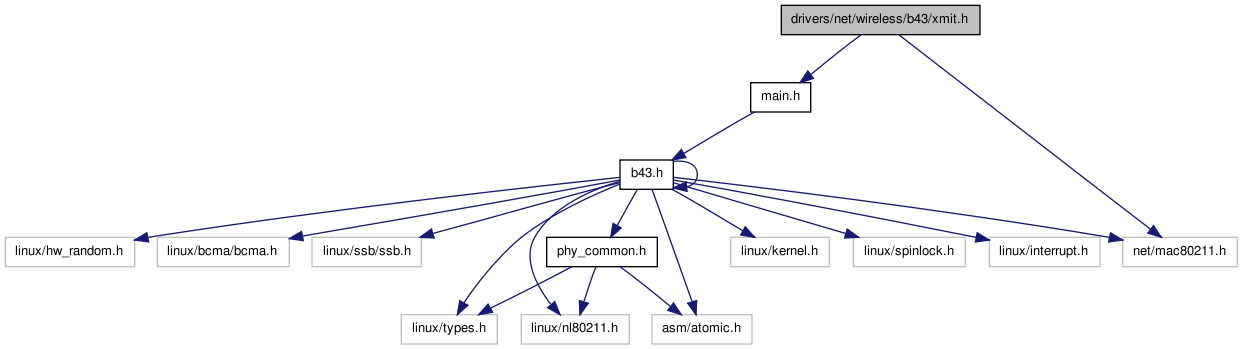 drivers/net/wireless/b43/xmit.h
main.h
b43.h
linux/hw_random.h
linux/bcma/bcma.h
linux/ssb/ssb.h
phy_common.h
linux/kernel.h
linux/spinlock.h
linux/interrupt.h
net/mac80211.h
linux/types.h
linux/nl80211.h
asm/atomic.h